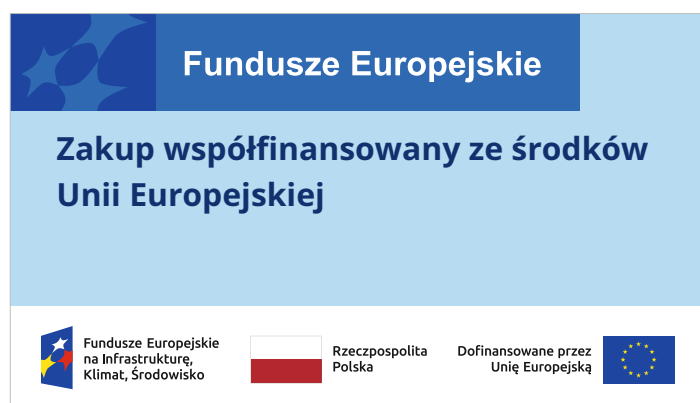 Fundusze Europejskie
Zakup współfinansowany ze środków
Unii Europejskiej
Fundusze Europejskie
na Infrastrukturę,
Klimat, Środowisko
Rzeczpospolita
Polska
Dofinansowane przez
Unię Europejską